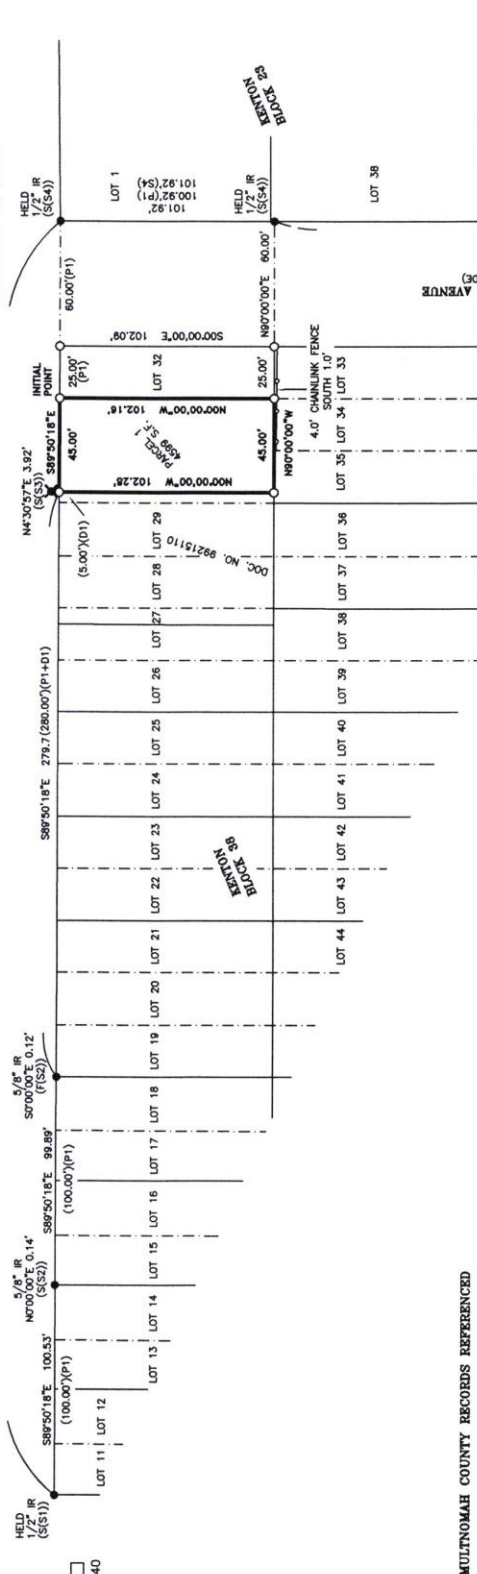 HELD
1/2" IR
(S(S4))
LOT 1
101.92'
100.92'(P1)
101.92'(S4)
KENTON
BLOCK 23
HELD
1/2" IR
(S(S4))
LOT 38
60.00'(P1)
N90°00'00"E 60.00'
AVENUE
DE)
S00°00'00"E 102.09'
INITIAL
POINT
25.00'
(P1)
LOT 32
25.00'
4.0' CHAINLINK FENCE
SOUTH 1.0'
LOT 33
N4°30'57"E 3.92'
(S(S3))
S89°50'18"E
45.00'
N00°00'00"W 102.16'
PARCEL 1
4599 S.F.
N00°00'00"W 102.28'
45.00'
N90°00'00"W
LOT 34
LOT 35
(5.00')(D1)
DOC. NO. 99215110
LOT 29
LOT 28
LOT 27
LOT 26
LOT 25
LOT 24
LOT 23
LOT 22
LOT 21
LOT 20
LOT 19
LOT 18
LOT 17
LOT 16
LOT 15
LOT 14
LOT 13
LOT 12
LOT 11
LOT 36
LOT 37
LOT 38
LOT 39
LOT 40
LOT 41
LOT 42
LOT 43
LOT 44
KENTON
BLOCK 38
S89°50'18"E 279.7(280.00')(P1+D1)
5/8" IR
S0°00'00"E 0.12'
(F(S2))
S89°50'18"E 99.89'
(100.00')(P1)
5/8" IR
N0°00'00"E 0.14'
(S(S2))
S89°50'18"E 100.53'
(100.00')(P1)
HELD
1/2" IR
(S(S1))
40
MULTNOMAH COUNTY RECORDS REFERENCED